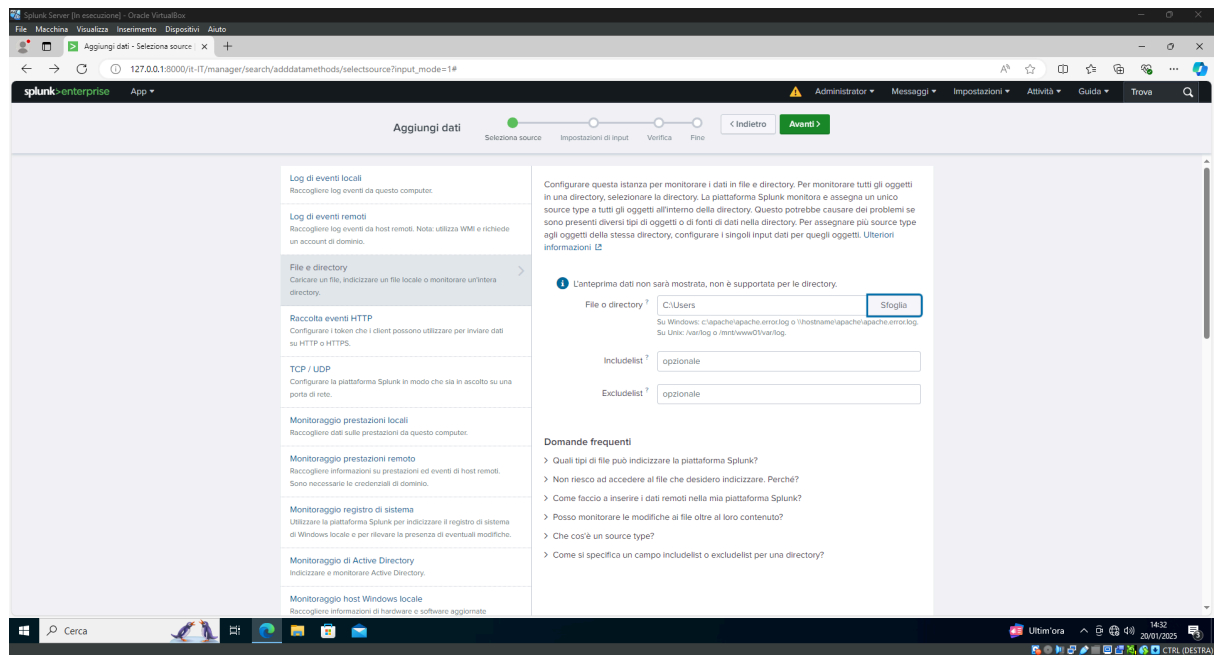 Splunk Server [In esecuzione] - Oracle VirtualBox
File Macchina Visualizza Inserimento Dispositivi Aiuto
Aggiungi dati - Seleziona source
127.0.0.1:8000/it-IT/manager/search/adddatamethods/selectsource?input_mode=1#
splunk>enterprise App Administrator Messaggi Impostazioni Attività Guida Trova
Aggiungi dati
Seleziona source Impostazioni di input Verifica Fine
< Indietro Avanti >
Log di eventi locali
Raccogliere log eventi da questo computer.
Log di eventi remoti
Raccogliere log eventi da host remoti. Nota: utilizza WMI e richiede
un account di dominio.
File e directory
Caricare un file, indicizzare un file locale o monitorare un'intera
directory.
Raccolta eventi HTTP
Configurare i token che i client possono utilizzare per inviare dati
su HTTP o HTTPS.
TCP / UDP
Configurare la piattaforma Splunk in modo che sia in ascolto su una
porta di rete.
Monitoraggio prestazioni locali
Raccogliere dati sulle prestazioni da questo computer.
Monitoraggio prestazioni remoto
Raccogliere informazioni su prestazioni ed eventi di host remoti.
Sono necessarie le credenziali di dominio.
Monitoraggio registro di sistema
Utilizzare la piattaforma Splunk per indicizzare il registro di sistema
di Windows locale e per rilevare la presenza di eventuali modifiche.
Monitoraggio di Active Directory
Indicizzare e monitorare Active Directory.
Monitoraggio host Windows locale
Raccogliere informazioni di hardware e software aggiornate
Configurare questa istanza per monitorare i dati in file e directory. Per monitorare tutti gli oggetti
in una directory, selezionare la directory. La piattaforma Splunk monitora e assegna un unico
source type a tutti gli oggetti all'interno della directory. Questo potrebbe causare dei problemi se
sono presenti diversi tipi di oggetti o di fonti di dati nella directory. Per assegnare più source type
agli oggetti della stessa directory, configurare i singoli input dati per quegli oggetti. Ulteriori
informazioni
L'anteprima dati non sarà mostrata, non è supportata per le directory.
File o directory ? C:\Users Sfoglia
Su Windows: c:\apache\apache.error.log o \\hostname\apache\apache.error.log.
Su Unix: /var/log o /mnt/www01/var/log.
Includelist ? opzionale
Excludelist ? opzionale
Domande frequenti
> Quali tipi di file può indicizzare la piattaforma Splunk?
> Non riesco ad accedere al file che desidero indicizzare. Perché?
> Come faccio a inserire i dati remoti nella mia piattaforma Splunk?
> Posso monitorare le modifiche ai file oltre al loro contenuto?
> Che cos'è un source type?
> Come si specifica un campo includelist o excludelist per una directory?
Cerca
Ultim'ora
14:32
20/01/2025
CTRL (DESTRA)